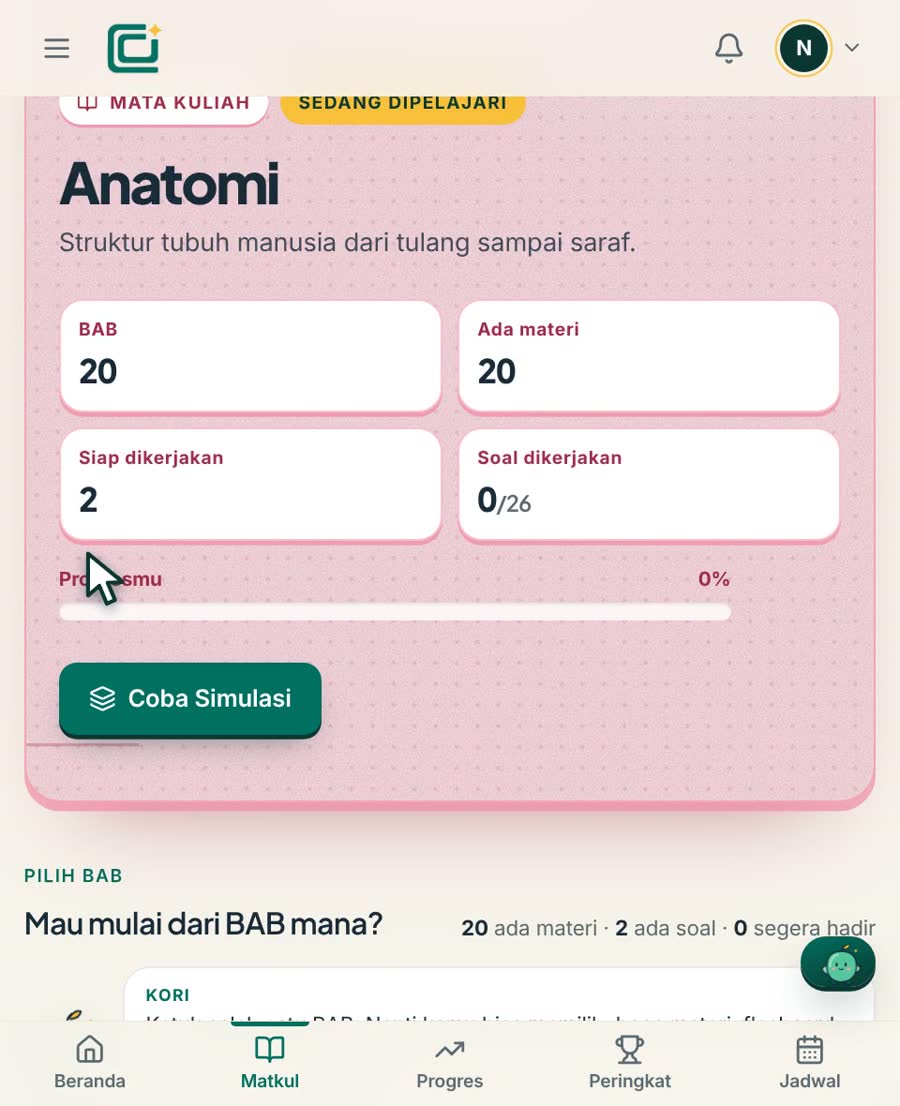 N
MATA KULIAH
SEDANG DIPELAJARI
Anatomi
Struktur tubuh manusia dari tulang sampai saraf.
BAB
20
Ada materi
20
Siap dikerjakan
2
Soal dikerjakan
0/26
0%
Coba Simulasi
PILIH BAB
Mau mulai dari BAB mana?
20 ada materi · 2 ada soal · 0 segera hadir
KORI
Beranda
Matkul
Progres
Peringkat
Jadwal